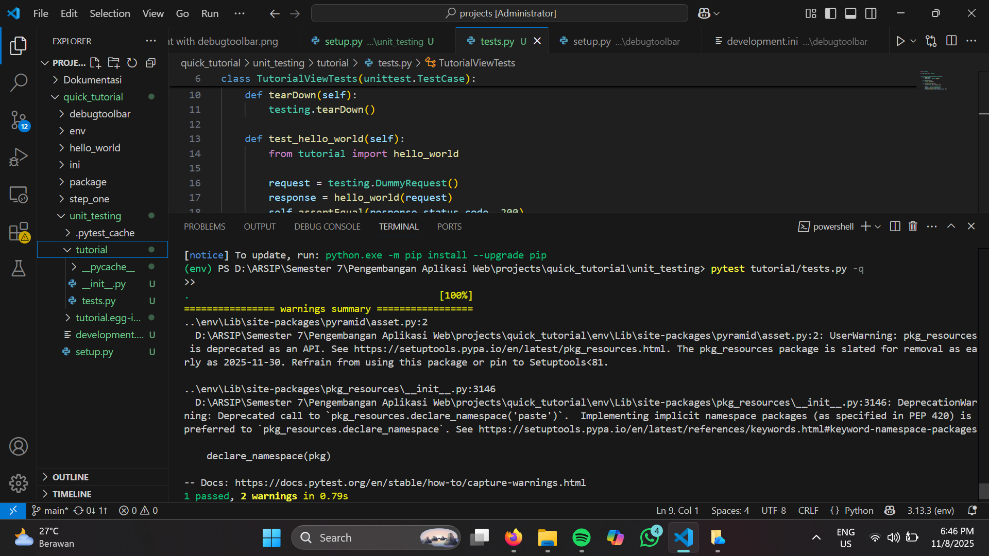 File Edit Selection View Go Run ··· projects [Administrator]
EXPLORER ···
PROJE...
Dokumentasi
quick_tutorial
debugtoolbar
env
hello_world
ini
package
step_one
unit_testing
.pytest_cache
tutorial
__pycache__
__init__.py U
tests.py U
tutorial.egg-i...
development... U
setup.py U
OUTLINE
TIMELINE
12
nt with debugtoolbar.png setup.py ...\unit_testing U tests.py U setup.py ...\debugtoolbar development.ini ...\debugtoolbar
quick_tutorial > unit_testing > tutorial > tests.py > TutorialViewTests
6 class TutorialViewTests(unittest.TestCase):
10 def tearDown(self):
11 testing.tearDown()
12
13 def test_hello_world(self):
14 from tutorial import hello_world
15
16 request = testing.DummyRequest()
17 response = hello_world(request)
18 self.assertEqual(response.status_code, 200)
PROBLEMS OUTPUT DEBUG CONSOLE TERMINAL PORTS powershell
[notice] To update, run: python.exe -m pip install --upgrade pip
(env) PS D:\ARSIP\Semester 7\Pengembangan Aplikasi Web\projects\quick_tutorial\unit_testing> pytest tutorial/tests.py -q
>>
. [100%]
================ warnings summary =================
..\env\Lib\site-packages\pyramid\asset.py:2
D:\ARSIP\Semester 7\Pengembangan Aplikasi Web\projects\quick_tutorial\env\Lib\site-packages\pyramid\asset.py:2: UserWarning: pkg_resources
is deprecated as an API. See https://setuptools.pypa.io/en/latest/pkg_resources.html. The pkg_resources package is slated for removal as ea
rly as 2025-11-30. Refrain from using this package or pin to Setuptools<81.
..\env\Lib\site-packages\pkg_resources\__init__.py:3146
D:\ARSIP\Semester 7\Pengembangan Aplikasi Web\projects\quick_tutorial\env\Lib\site-packages\pkg_resources\__init__.py:3146: DeprecationWar
ning: Deprecated call to `pkg_resources.declare_namespace('paste')`. Implementing implicit namespace packages (as specified in PEP 420) is
preferred to `pkg_resources.declare_namespace`. See https://setuptools.pypa.io/en/latest/references/keywords.html#keyword-namespace-packages
declare_namespace(pkg)
-- Docs: https://docs.pytest.org/en/stable/how-to/capture-warnings.html
1 passed, 2 warnings in 0.79s
main* 0↓ 1↑ 0 0 Ln 9, Col 1 Spaces: 4 UTF-8 CRLF {} Python 3.13.3 (env)
27°C
Berawan
Search
4
ENG
US
6:46 PM
11/8/2025